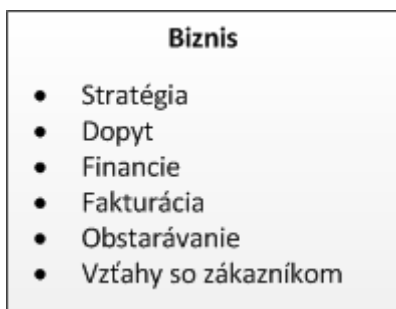 Biznis
• Stratégia
• Dopyt
• Financie
• Fakturácia
• Obstarávanie
• Vzťahy so zákazníkom